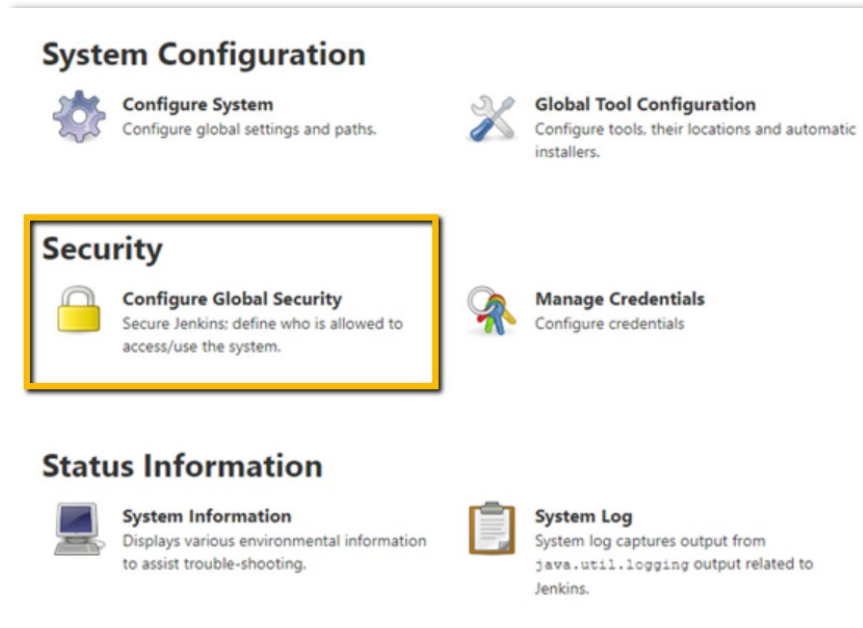 System Configuration
Configure System
Configure global settings and paths.
Global Tool Configuration
Configure tools, their locations and automatic
installers.
Security
Configure Global Security
Secure Jenkins; define who is allowed to
access/use the system.
Manage Credentials
Configure credentials
Status Information
System Information
Displays various environmental information
to assist trouble-shooting.
System Log
System log captures output from
java.util.logging output related to
Jenkins.